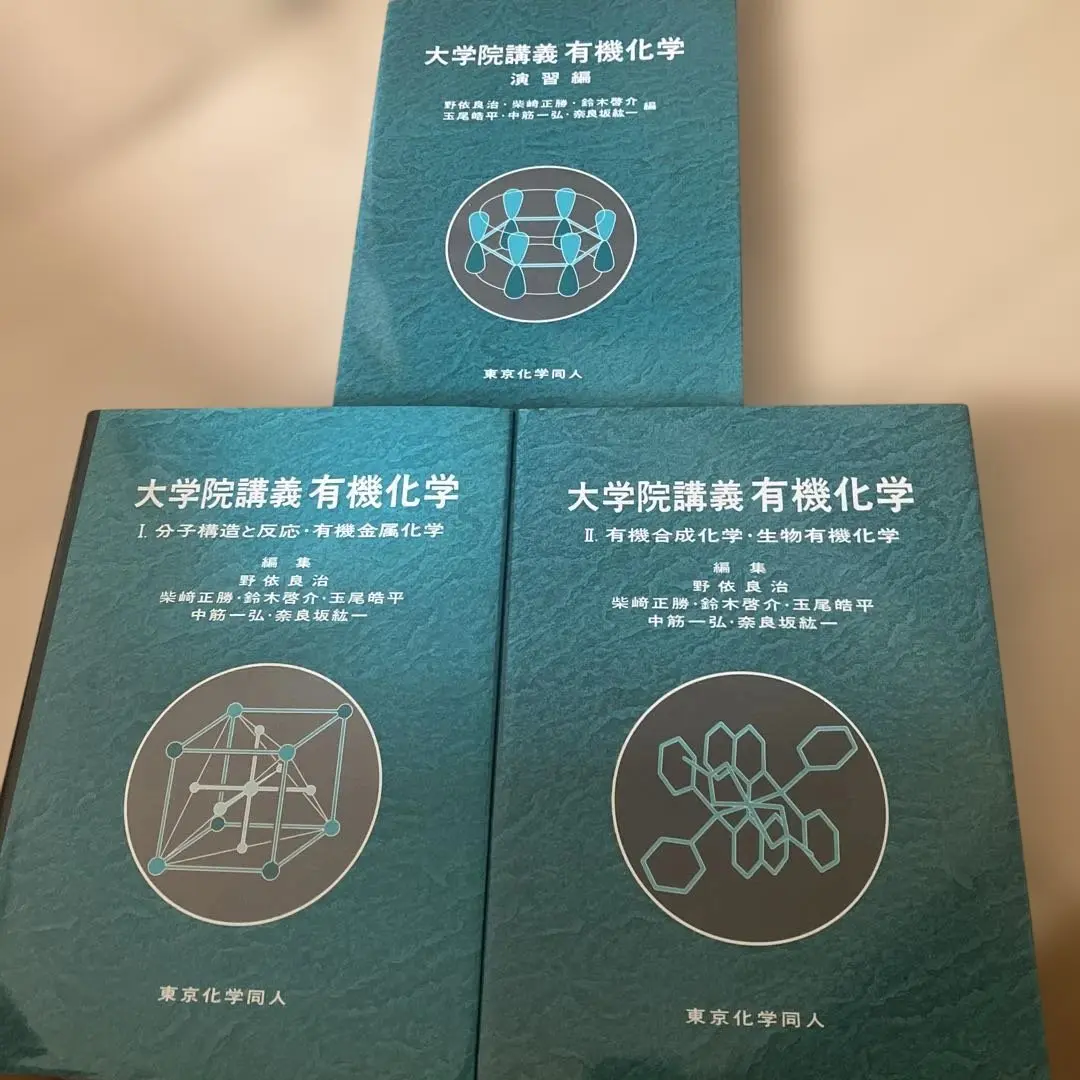 大学院講義 有機化学
演習編
野依良治・柴﨑正勝・鈴木啓介
玉尾皓平・中筋一弘・奈良坂紘一 編
東京化学同人
大学院講義 有機化学
I. 分子構造と反応・有機金属化学
編集
野依良治
柴﨑正勝・鈴木啓介・玉尾皓平
中筋一弘・奈良坂紘一
東京化学同人
大学院講義 有機化学
II. 有機合成化学・生物有機化学
編集
野依良治
柴﨑正勝・鈴木啓介・玉尾皓平
中筋一弘・奈良坂紘一
東京化学同人